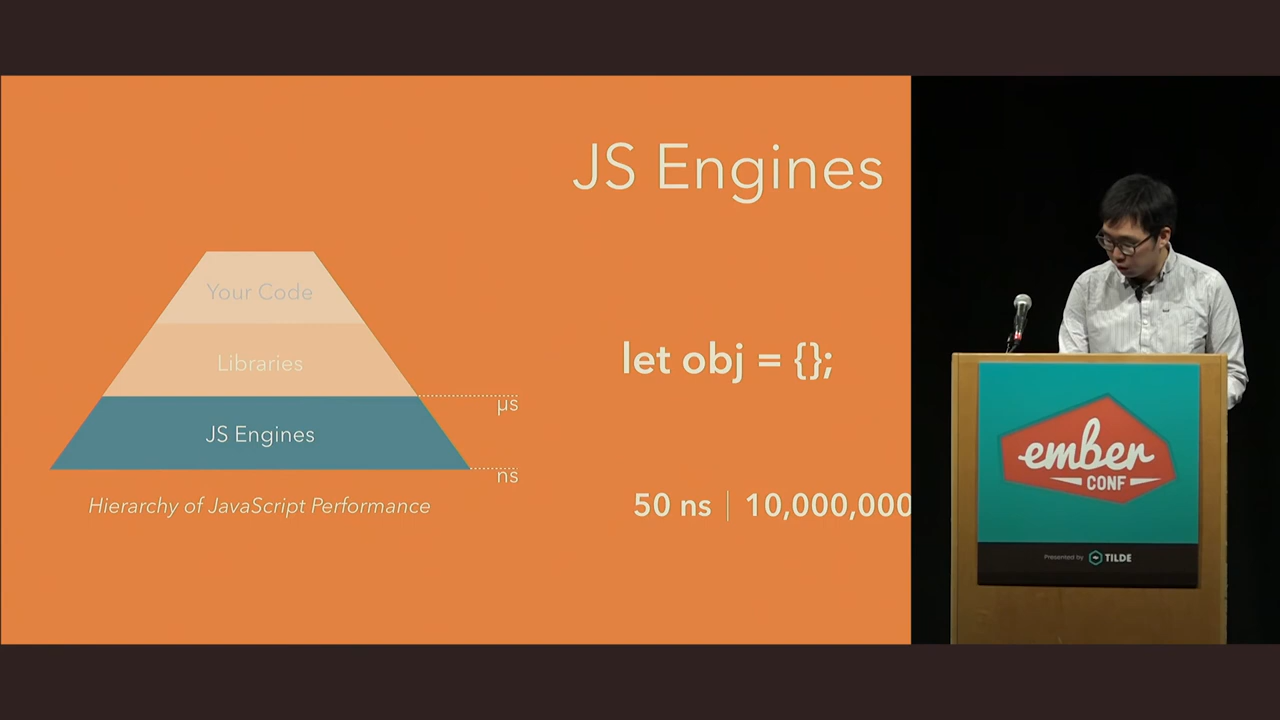 JS Engines
Your Code
Libraries
µs
JS Engines
ns
Hierarchy of JavaScript Performance
let obj = {};
50 ns | 10,000,000
ember
CONF
Presented by TILDE